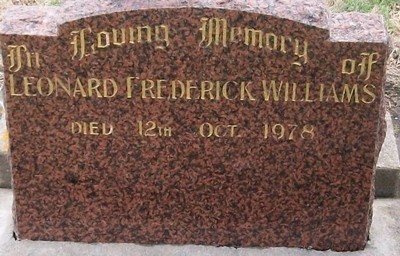 In Loving Memory of
LEONARD FREDERICK WILLIAMS
DIED 12TH OCT. 1978